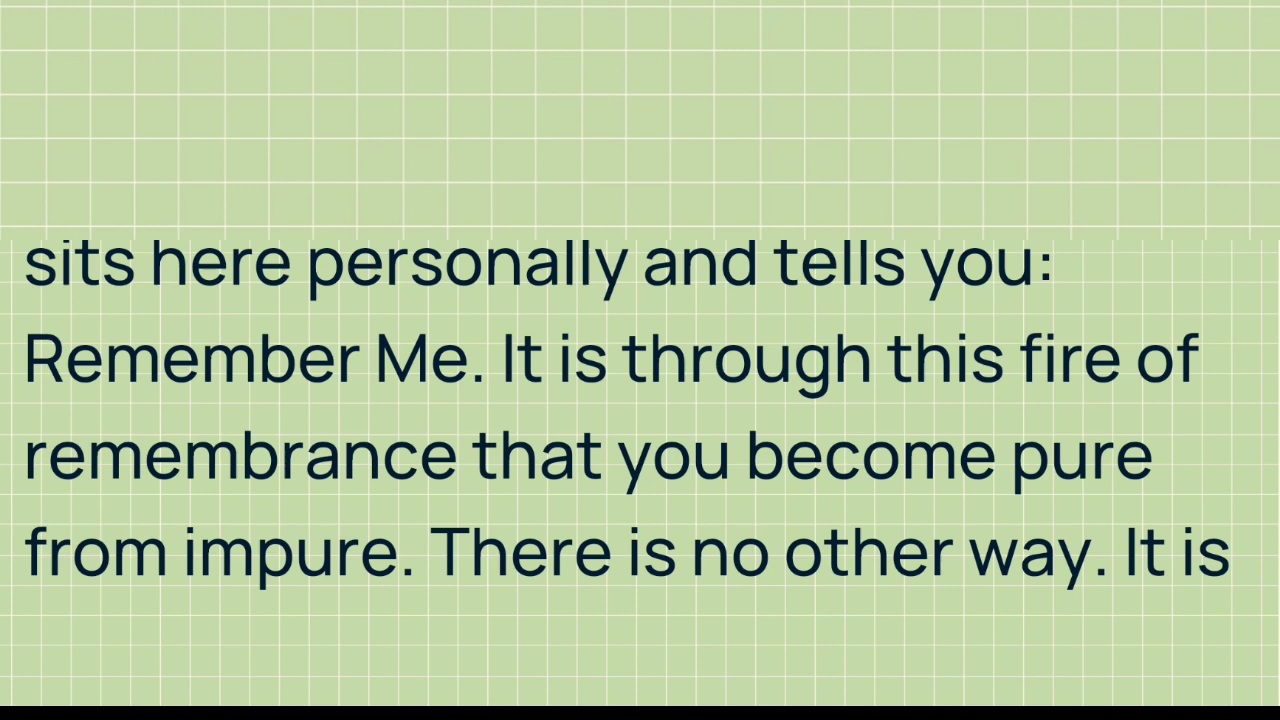 sits here personally and tells you:
Remember Me. It is through this fire of
remembrance that you become pure
from impure. There is no other way. It is